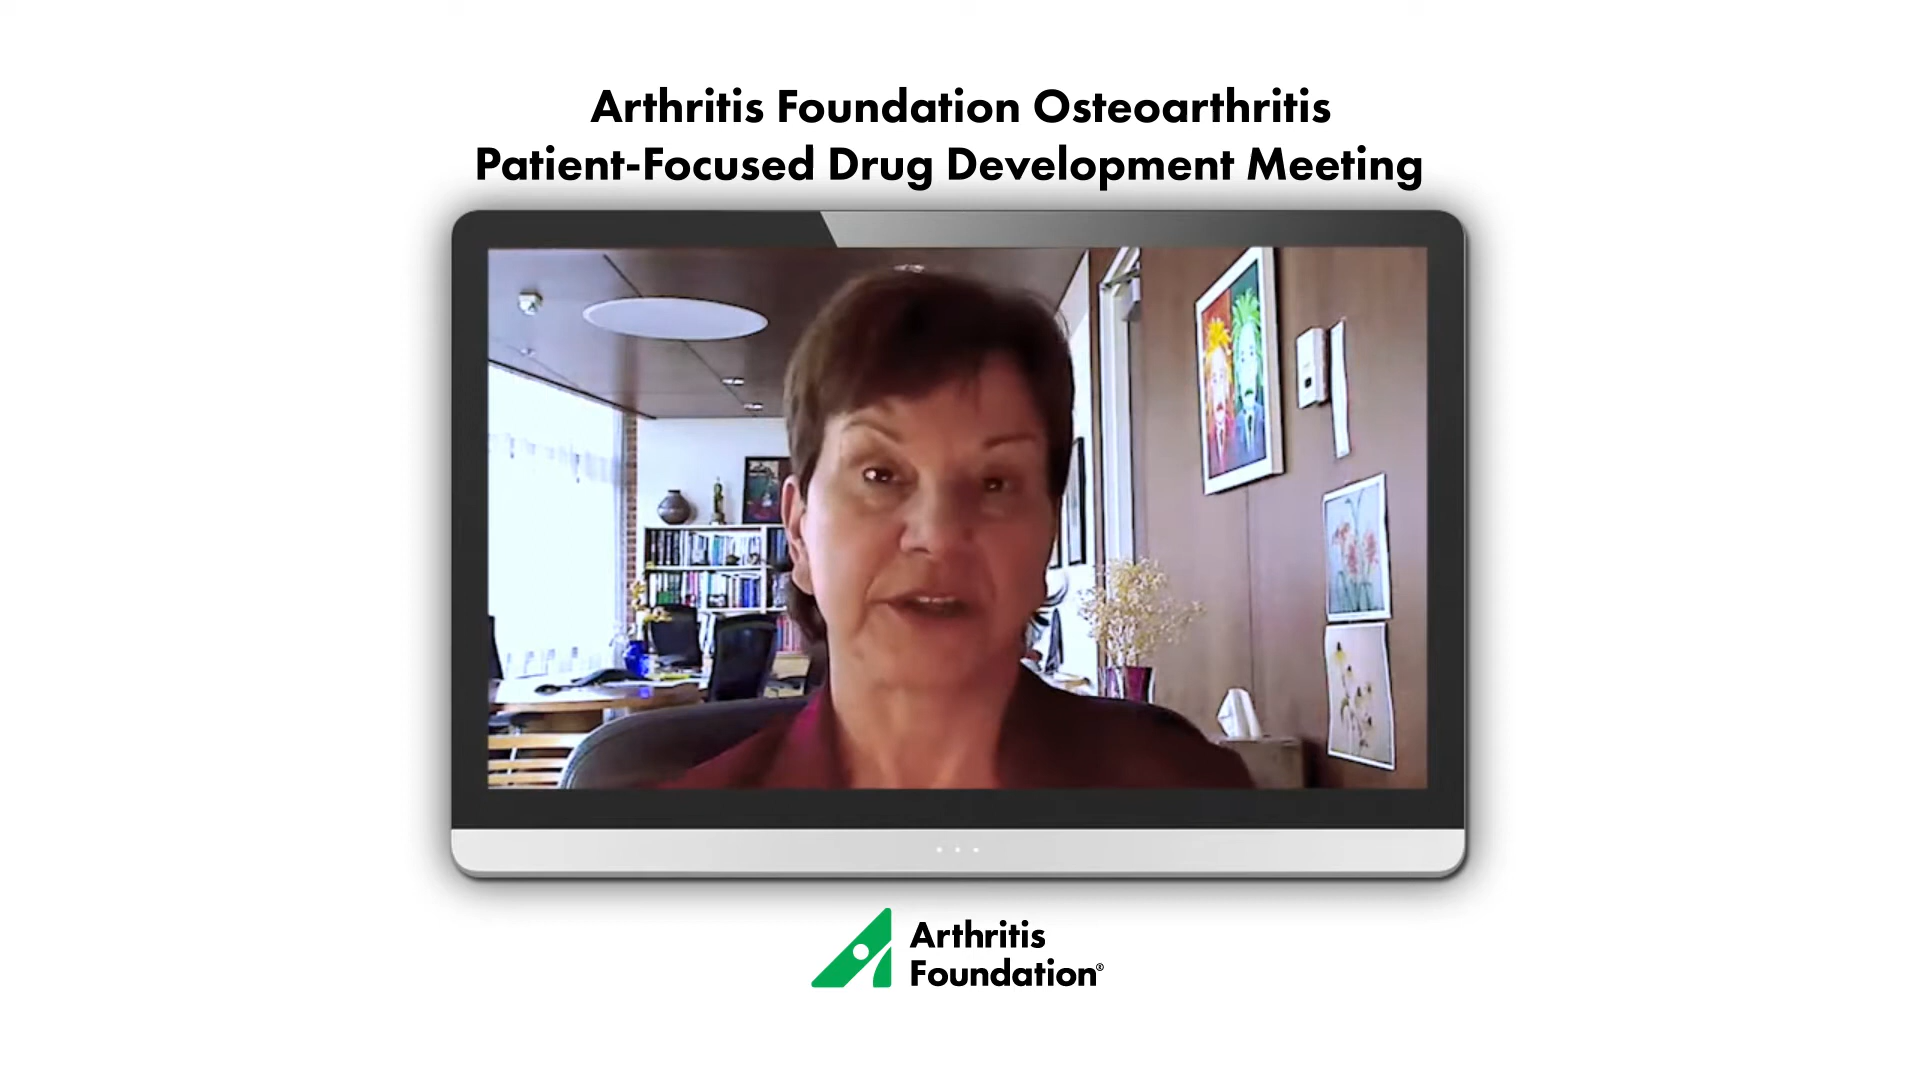 Arthritis Foundation Osteoarthritis
Patient-Focused Drug Development Meeting
Arthritis
Foundation®